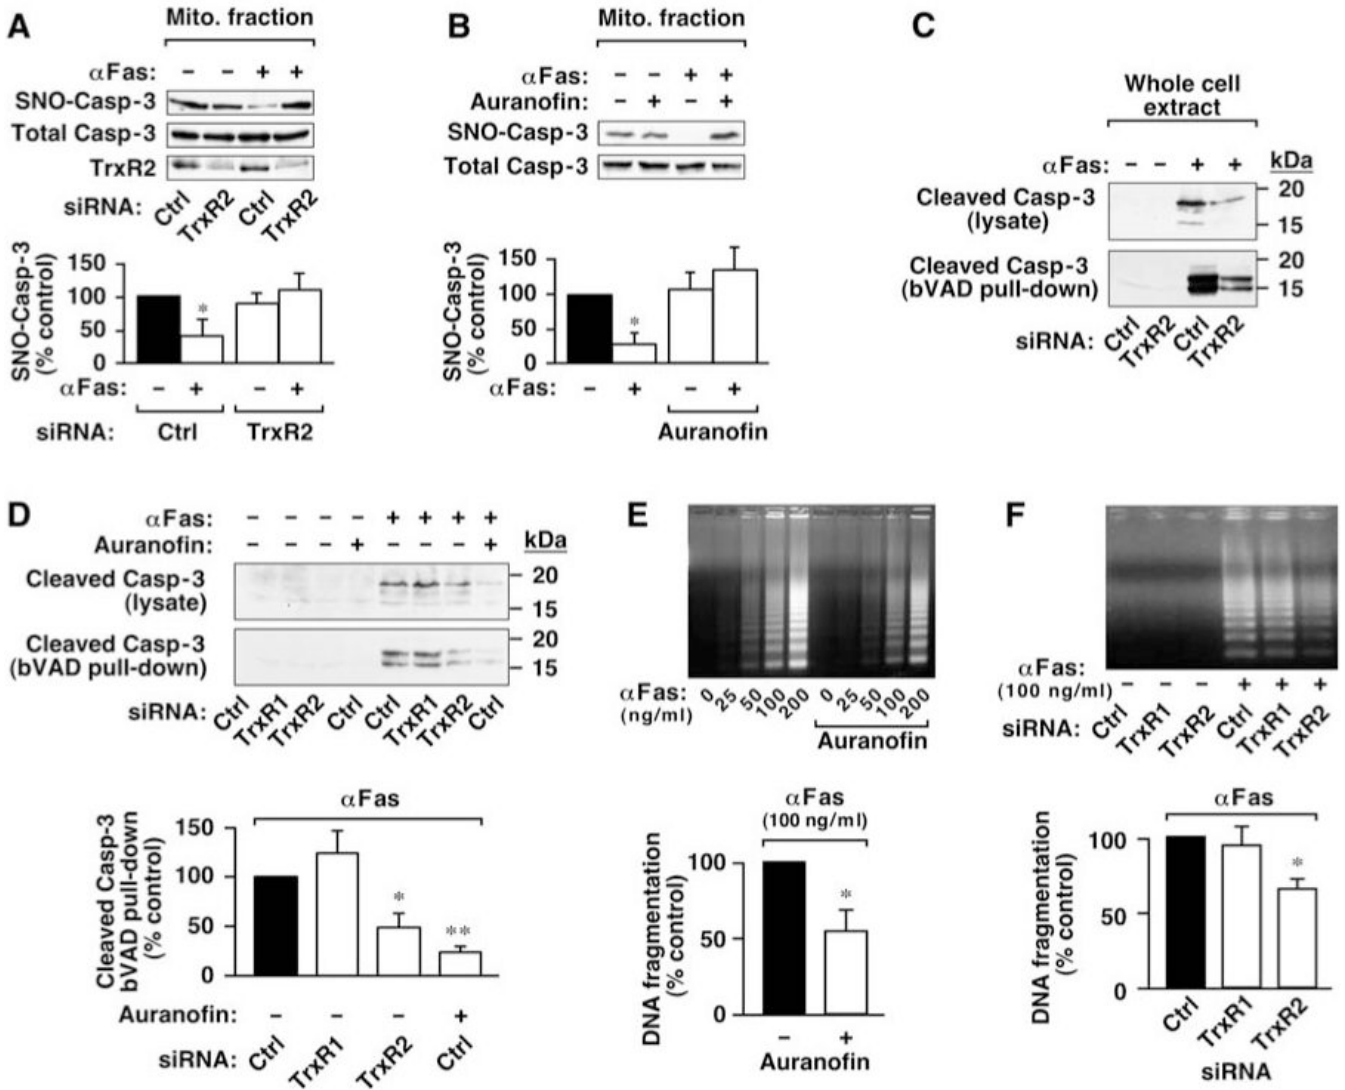 A
Mito. fraction
αFas: – – + +
SNO-Casp-3
Total Casp-3
TrxR2
siRNA: Ctrl TrxR2 Ctrl TrxR2
SNO-Casp-3
(% control)
150
100
50
0
*
αFas: – + – +
siRNA: Ctrl TrxR2
B
Mito. fraction
αFas: – – + +
Auranofin: – + – +
SNO-Casp-3
Total Casp-3
SNO-Casp-3
(% control)
150
100
50
0
*
αFas: – + – +
Auranofin
C
Whole cell
extract
αFas: – – + + kDa
Cleaved Casp-3
(lysate)
20
15
Cleaved Casp-3
(bVAD pull-down)
20
15
siRNA: Ctrl TrxR2 Ctrl TrxR2
D
αFas: – – – – + + + +
Auranofin: – – – + – – – + kDa
Cleaved Casp-3
(lysate)
20
15
Cleaved Casp-3
(bVAD pull-down)
20
15
siRNA: Ctrl TrxR1 TrxR2 Ctrl Ctrl TrxR1 TrxR2 Ctrl
αFas
Cleaved Casp-3
bVAD pull-down
(% control)
150
100
50
0
*
**
Auranofin: – – – +
siRNA: Ctrl TrxR1 TrxR2 Ctrl
E
αFas:
(ng/ml)
0 25 50 100 200 0 25 50 100 200
Auranofin
αFas
(100 ng/ml)
DNA fragmentation
(% control)
100
50
0
*
– +
Auranofin
F
αFas:
(100 ng/ml) – – – + + +
siRNA: Ctrl TrxR1 TrxR2 Ctrl TrxR1 TrxR2
αFas
DNA fragmentation
(% control)
100
50
0
*
Ctrl TrxR1 TrxR2
siRNA